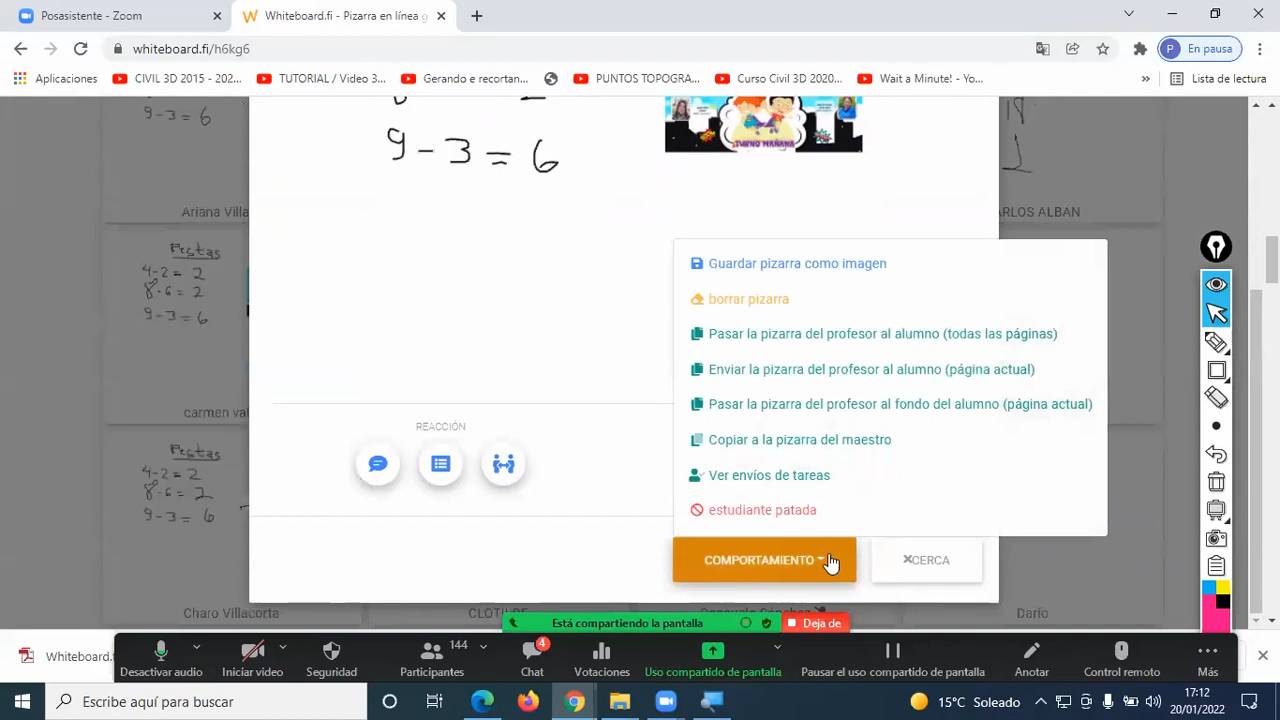 Posasistente - Zoom
Whiteboard.fi - Pizarra en línea g
whiteboard.fi/h6kg6
P
En pausa
Aplicaciones
CIVIL 3D 2015 - 202...
TUTORIAL / Video 3...
Gerando e recortan...
PUNTOS TOPOGRA...
Curso Civil 3D 2020...
Wait a Minute! - Yo...
»
Lista de lectura
9-3=6
9-3=6
TURNO MAÑANA
Ariana Villa
ARLOS ALBÁN
Restas
4-2=2
8-6=2
9-3=6
carmen val
Restas
4-2=2
8-6=2
9-3=6
Guardar pizarra como imagen
borrar pizarra
Pasar la pizarra del profesor al alumno (todas las páginas)
Enviar la pizarra del profesor al alumno (página actual)
Pasar la pizarra del profesor al fondo del alumno (página actual)
Copiar a la pizarra del maestro
Ver envíos de tareas
estudiante patada
REACCIÓN
COMPORTAMIENTO
CERCA
Charo Villacorta
CLOTILDE
Consuelo Sánchez
Darío
Está compartiendo la pantalla
Deja de
Whiteboard.f
Desactivar audio
Iniciar video
Seguridad
144
Participantes
4
Chat
Votaciones
Uso compartido de pantalla
Pausar el uso compartido de pantalla
Anotar
Control remoto
Más
Escribe aquí para buscar
15°C Soleado
17:12
20/01/2022